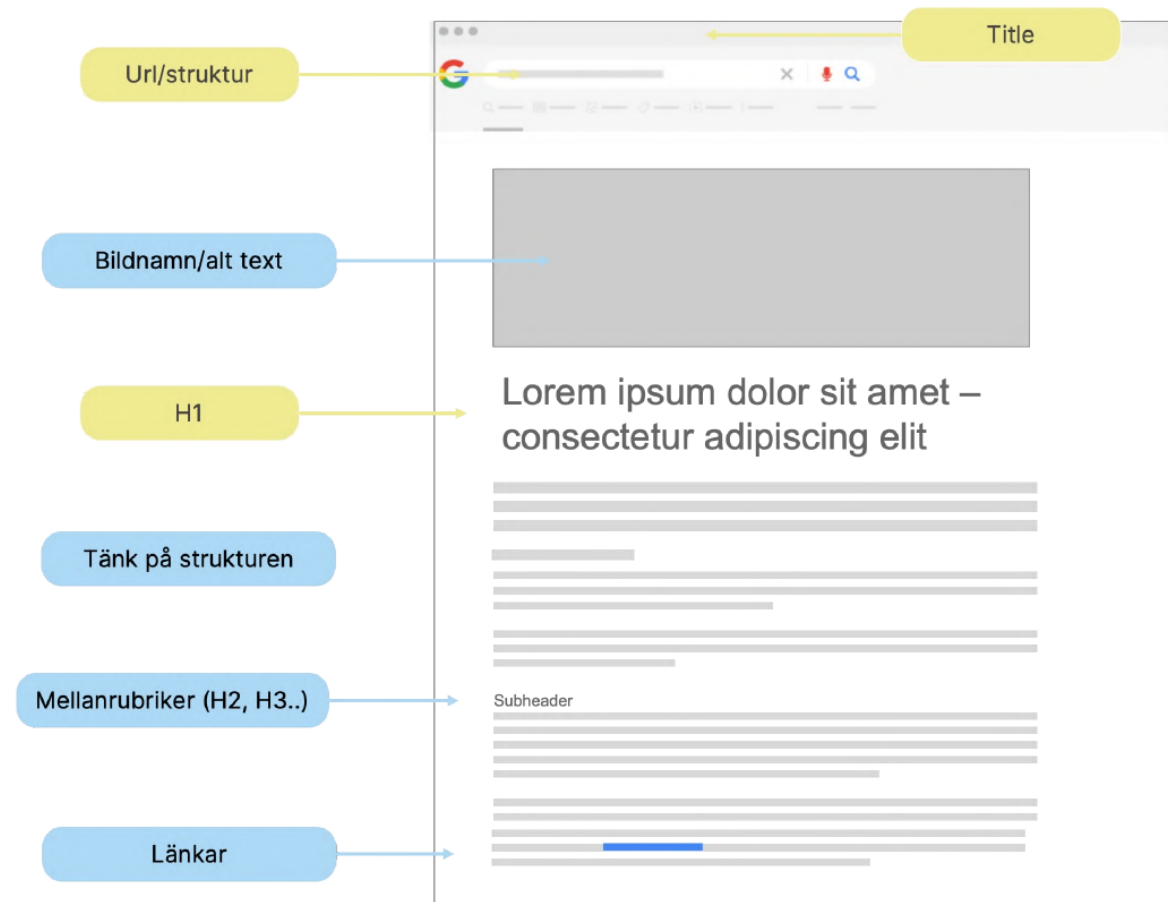 Title
Url/struktur
Bildnamn/alt text
H1
Lorem ipsum dolor sit amet –
consectetur adipiscing elit
Tänk på strukturen
Mellanrubriker (H2, H3..)
Subheader
Länkar